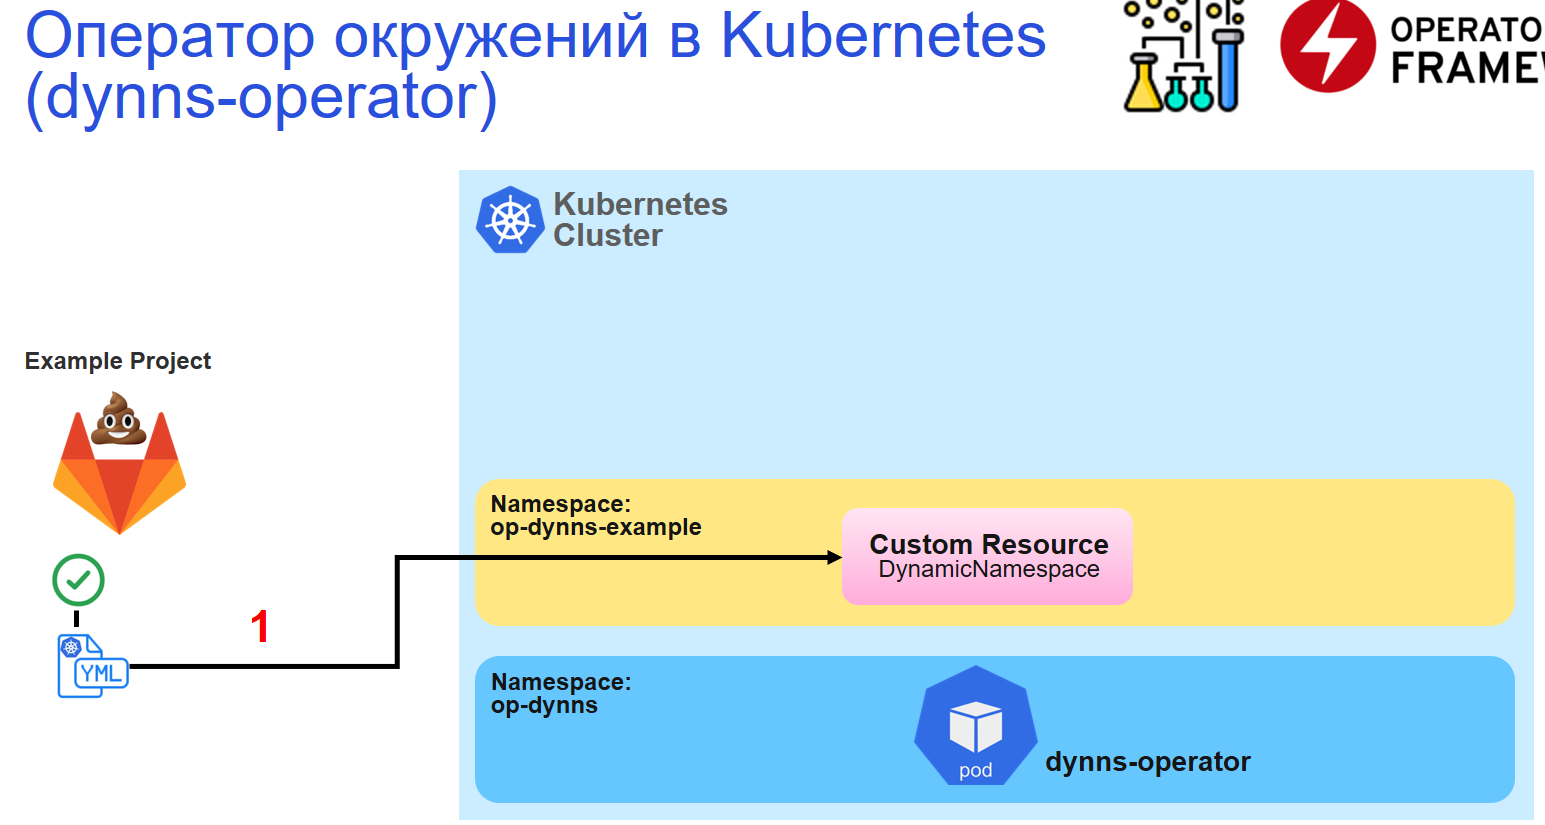 Оператор окружений в Kubernetes
(dynns-operator)
OPERATO
FRAMEW
Kubernetes
Cluster
Example Project
Namespace:
op-dynns-example
Custom Resource
DynamicNamespace
1
YML
Namespace:
op-dynns
pod
dynns-operator